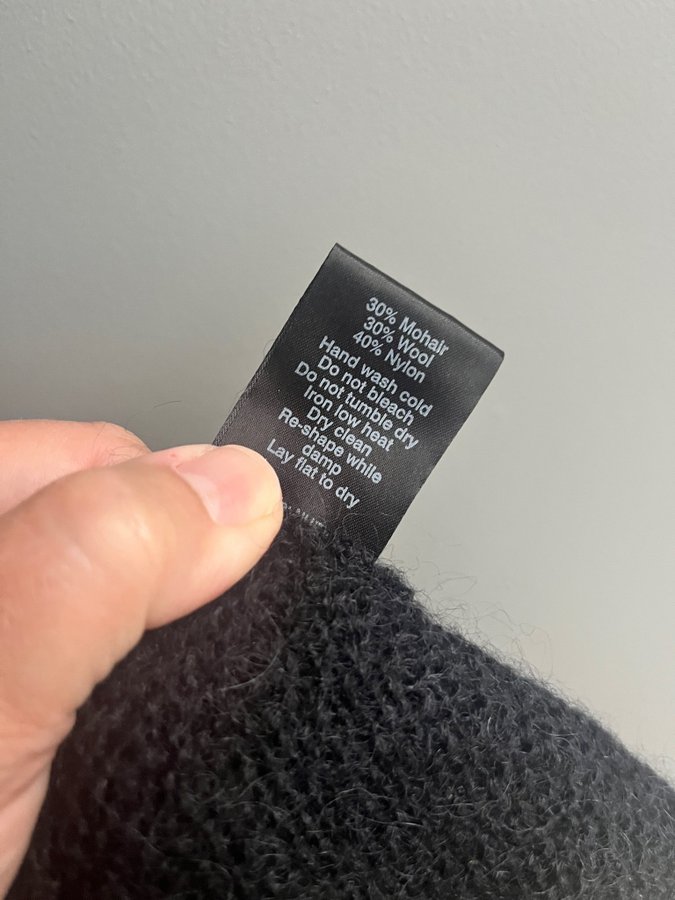 30% Mohair
30% Wool
40% Nylon
Hand wash cold
Do not bleach
Do not tumble dry
Iron low heat
Dry clean
Re-shape while
damp
Lay flat to dry